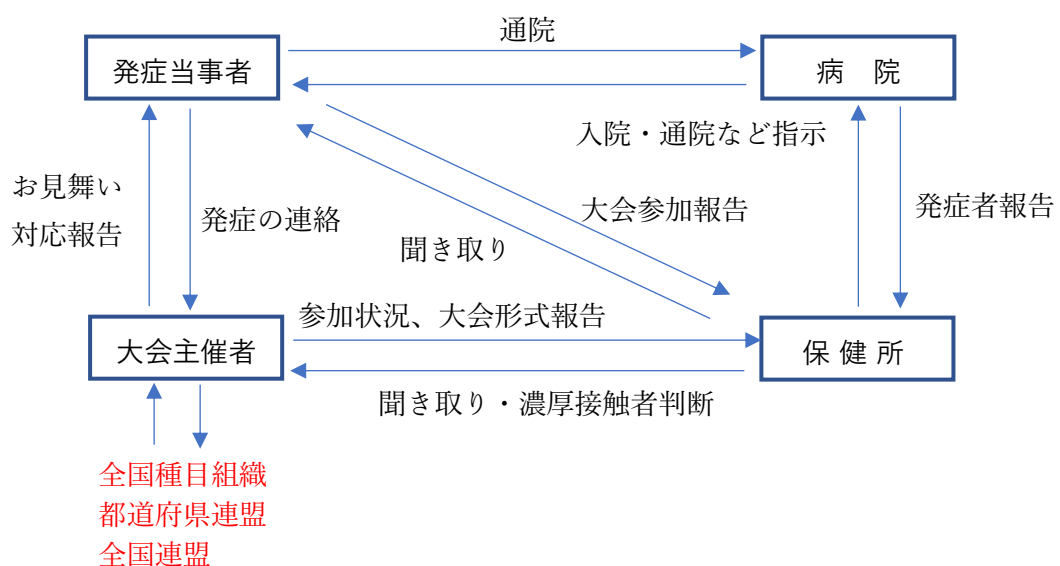 通院
発症当事者
病　院
入院・通院など指示
お見舞い
対応報告
発症の連絡
大会参加報告
発症者報告
聞き取り
参加状況、大会形式報告
大会主催者
保 健 所
聞き取り・濃厚接触者判断
全国種目組織
都道府県連盟
全国連盟